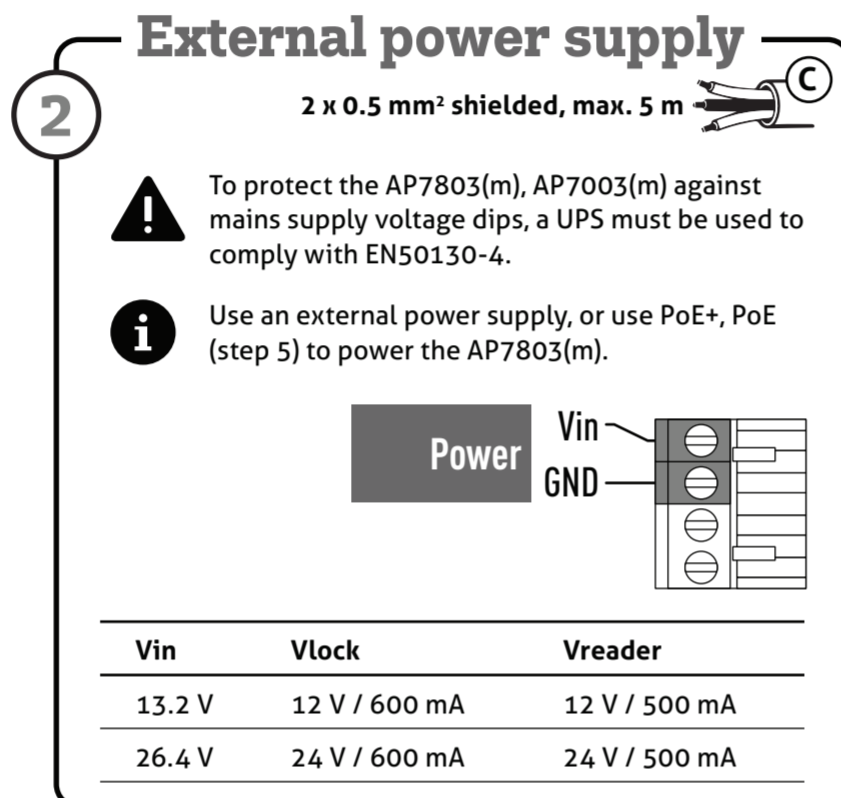 External power supply
2
2 x 0.5 mm² shielded, max. 5 m
C
To protect the AP7803(m), AP7003(m) against
mains supply voltage dips, a UPS must be used to
comply with EN50130-4.
Use an external power supply, or use PoE+, PoE
(step 5) to power the AP7803(m).
Power
Vin
GND
Vin Vlock Vreader
13.2 V 12 V / 600 mA 12 V / 500 mA
26.4 V 24 V / 600 mA 24 V / 500 mA